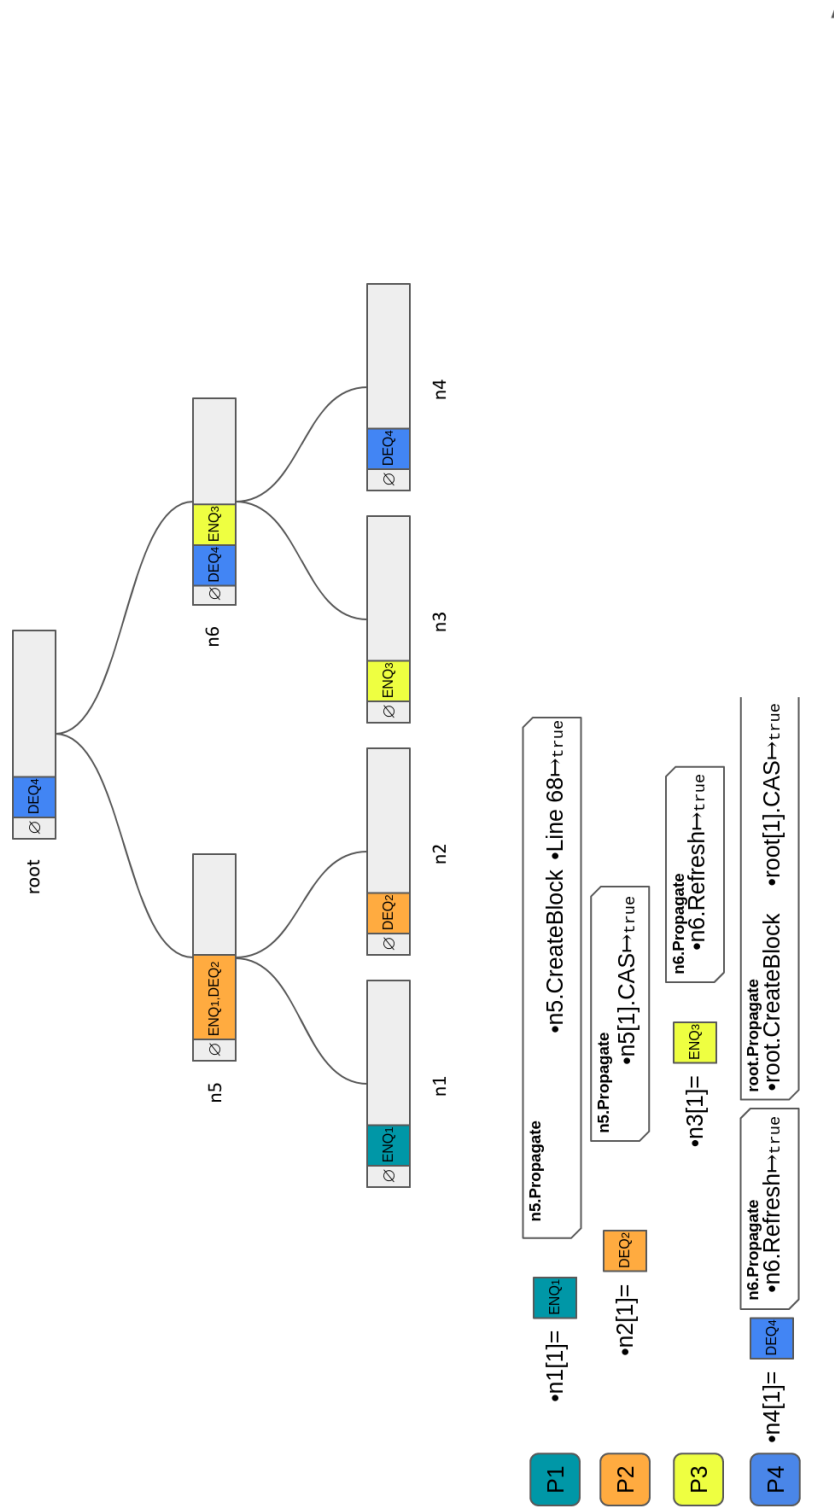 root
∅ DEQ4
n5
∅ ENQ1,DEQ2
n6
∅ DEQ4 ENQ3
n1
∅ ENQ1
n2
∅ DEQ2
n3
∅ ENQ3
n4
∅ DEQ4
P1
•n1[1]= ENQ1
n5.Propagate
•n5.CreateBlock •Line 68↦true
P2
•n2[1]= DEQ2
n5.Propagate
•n5[1].CAS↦true
P3
•n3[1]= ENQ3
n6.Propagate
•n6.Refresh↦true
P4
•n4[1]= DEQ4
n6.Propagate
•n6.Refresh↦true
root.Propagate
•root.CreateBlock •root[1].CAS↦true